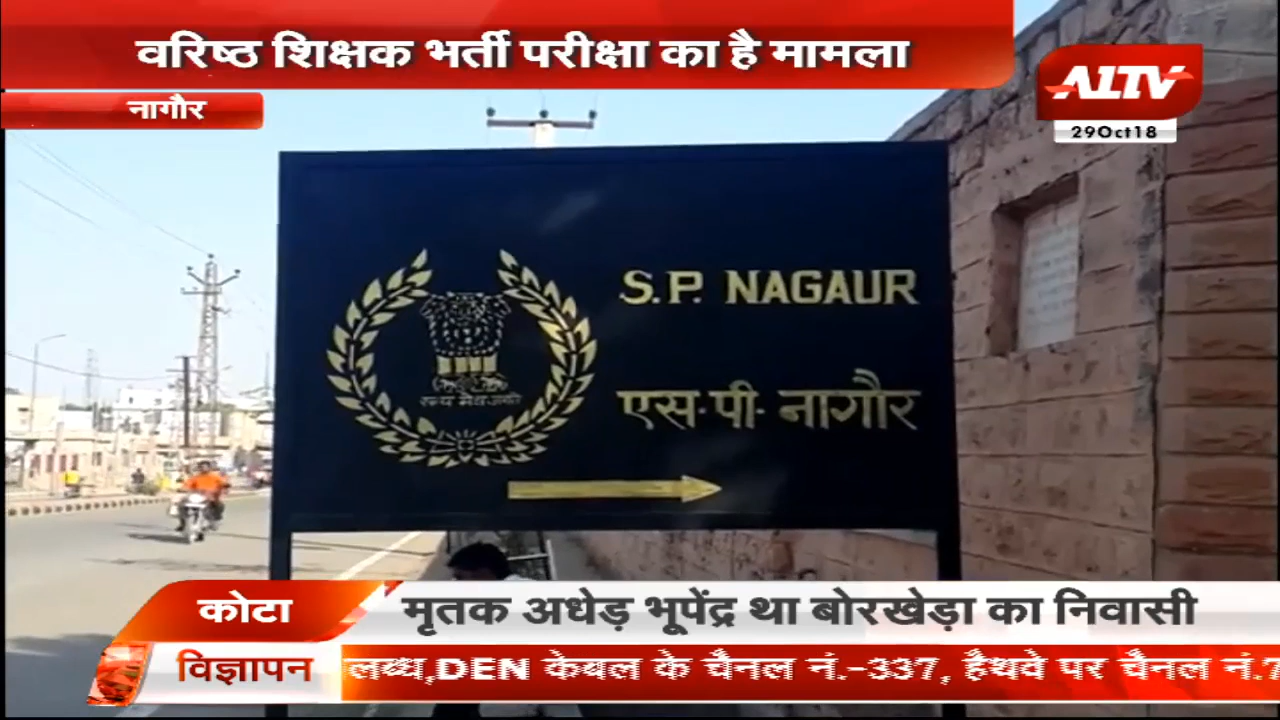 वरिष्ठ शिक्षक भर्ती परीक्षा का है मामला
नागौर
A1TV
29Oct18
S.P. NAGAUR
एस.पी. नागौर
कोटा
मृतक अधेड़ भूपेंद्र था बोरखेड़ा का निवासी
विज्ञापन
लब्ध,DEN केबल के चैनल नं.-337, हैथवे पर चैनल नं.7